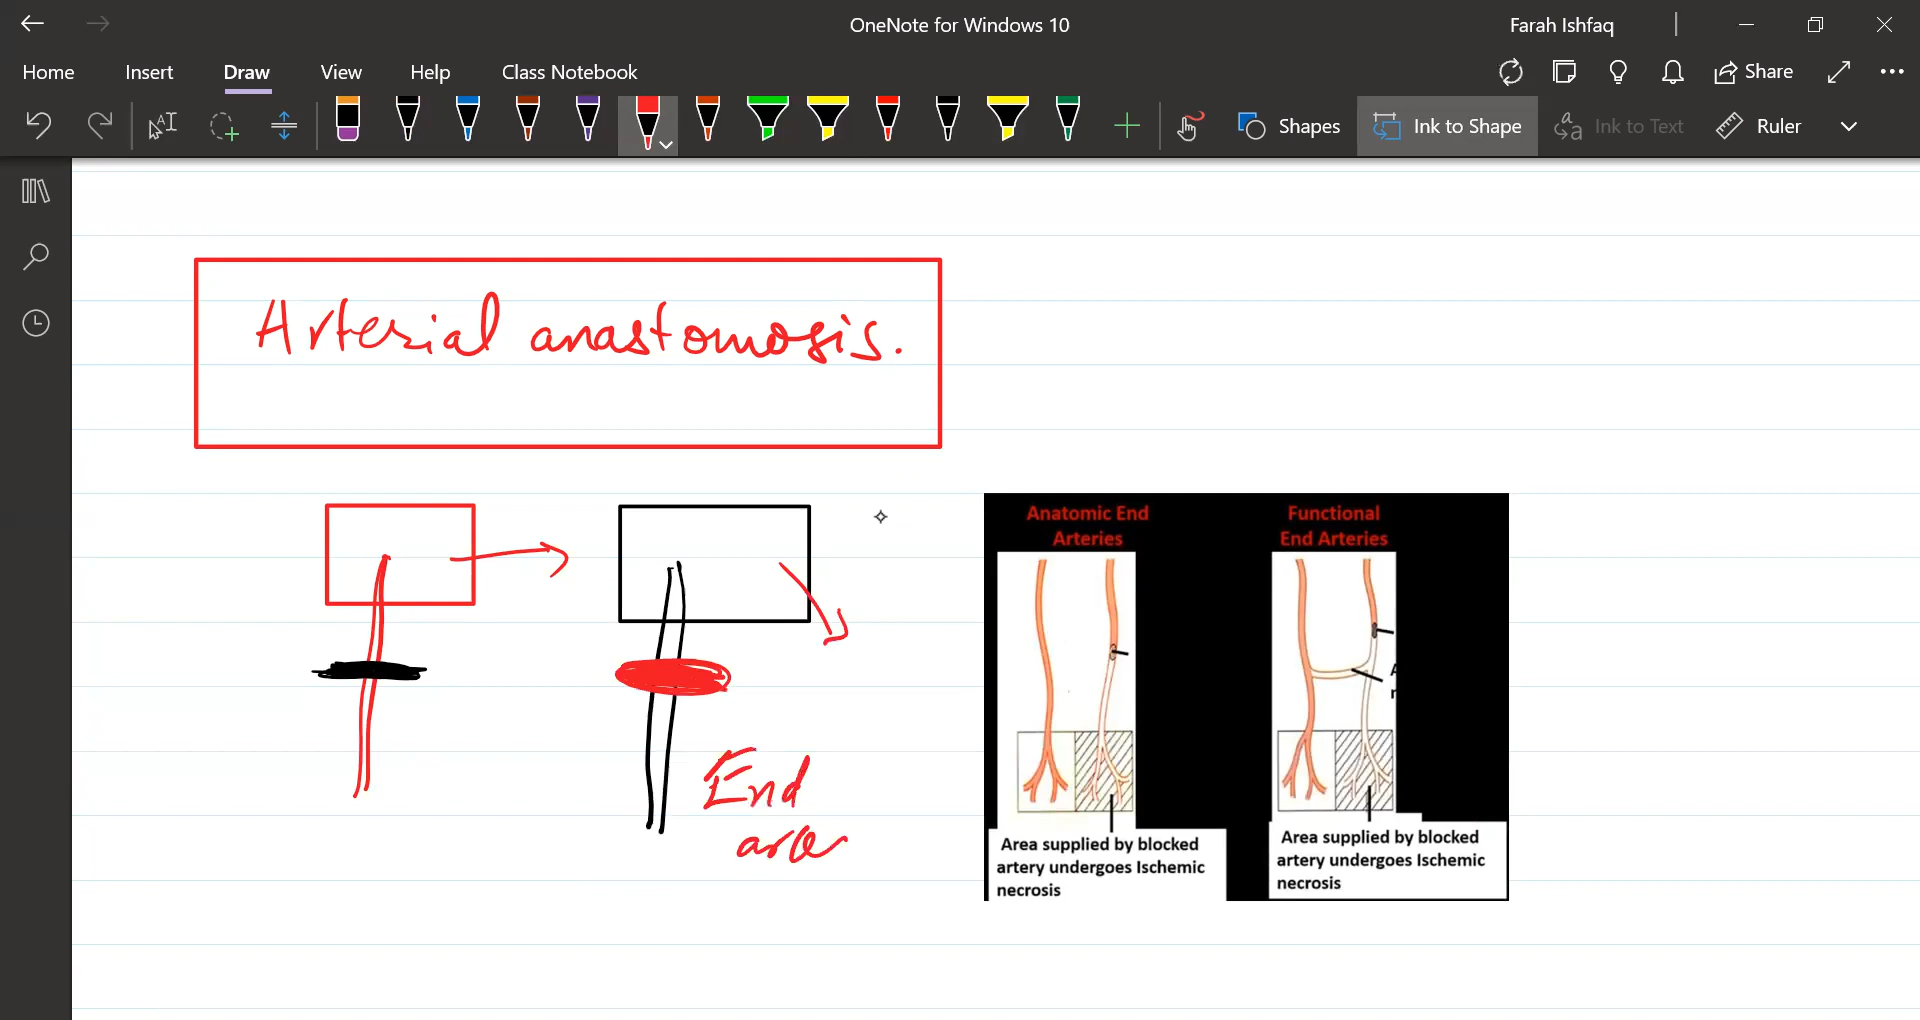 OneNote for Windows 10
Farah Ishfaq
Home Insert Draw View Help Class Notebook
Share
Shapes Ink to Shape Ink to Text Ruler
Arterial anastomosis.
Anatomic End
Arteries
Functional
End Arteries
End
Area supplied by blocked
artery undergoes Ischemic
necrosis
Area supplied by blocked
artery undergoes Ischemic
necrosis